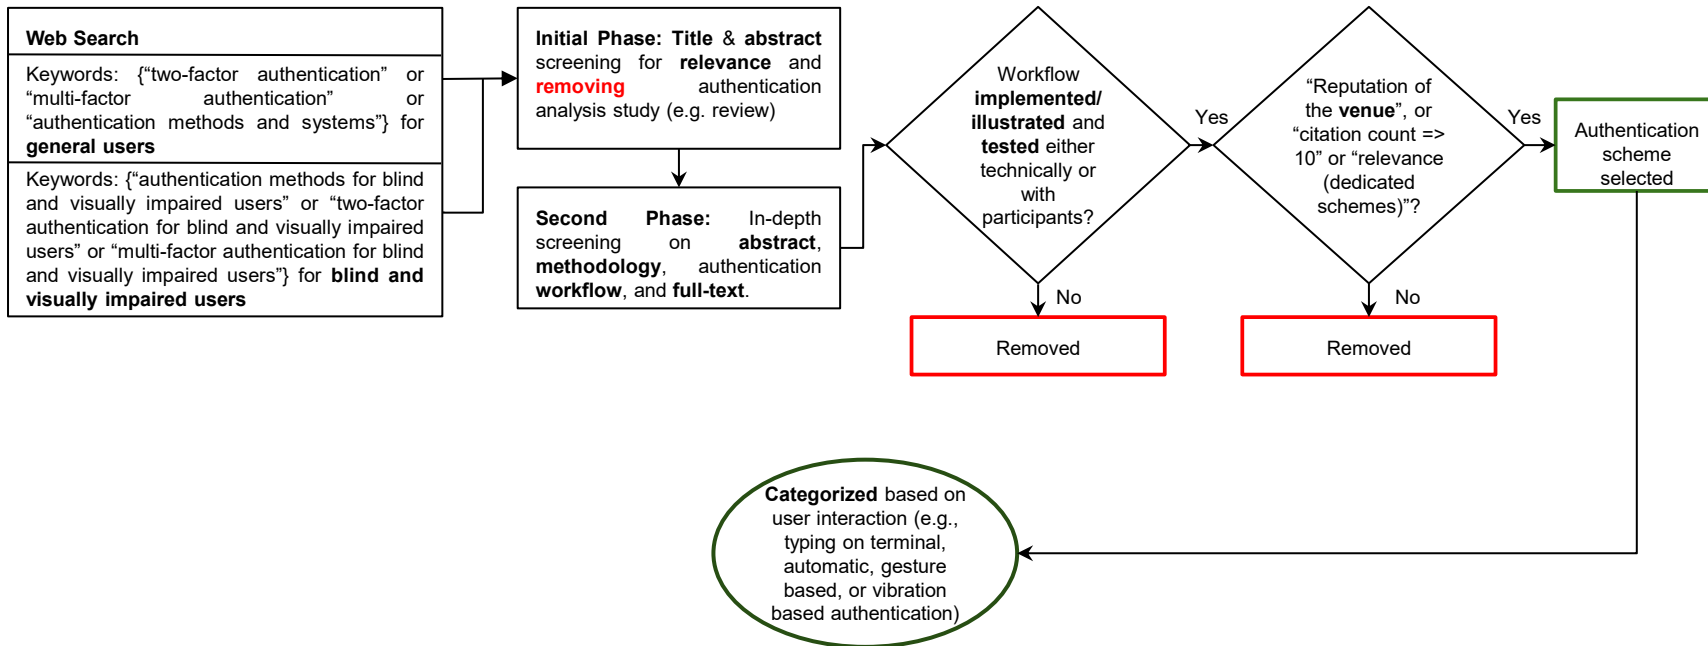 Web Search
Keywords: {“two-factor authentication” or
“multi-factor authentication” or
“authentication methods and systems”} for
general users
Keywords: {“authentication methods for blind
and visually impaired users” or “two-factor
authentication for blind and visually impaired
users” or “multi-factor authentication for blind
and visually impaired users”} for blind and
visually impaired users
Initial Phase: Title & abstract
screening for relevance and
removing authentication
analysis study (e.g. review)
Second Phase: In-depth
screening on abstract,
methodology, authentication
workflow, and full-text.
Workflow
implemented/
illustrated and
tested either
technically or
with
participants?
Yes
No
Removed
“Reputation of
the venue”, or
“citation count =>
10” or “relevance
(dedicated
schemes)”?
Yes
No
Removed
Authentication
scheme
selected
Categorized based on
user interaction (e.g.,
typing on terminal,
automatic, gesture
based, or vibration
based authentication)